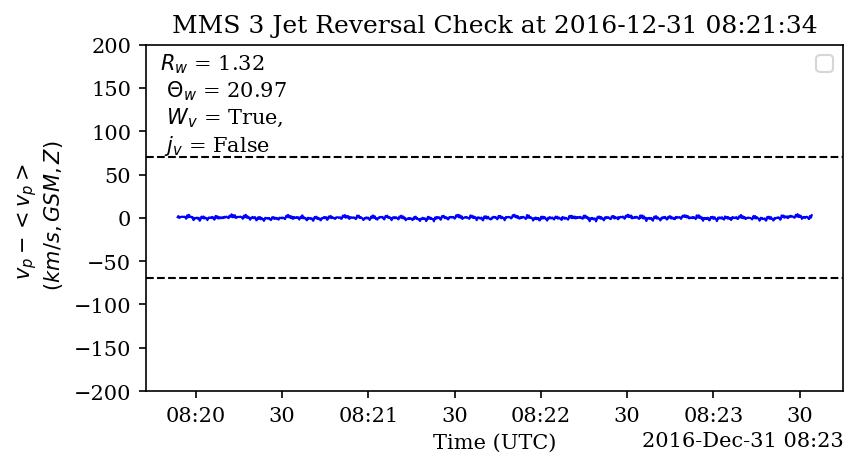 MMS 3 Jet Reversal Check at 2016-12-31 08:21:34
R_w = 1.32
Θ_w = 20.97
W_v = True,
j_v = False
v_p − < v_p >
(km/s, GSM, Z)
200
150
100
50
0
−50
−100
−150
−200
08:20 30 08:21 30 08:22 30 08:23 30
Time (UTC)
2016-Dec-31 08:23